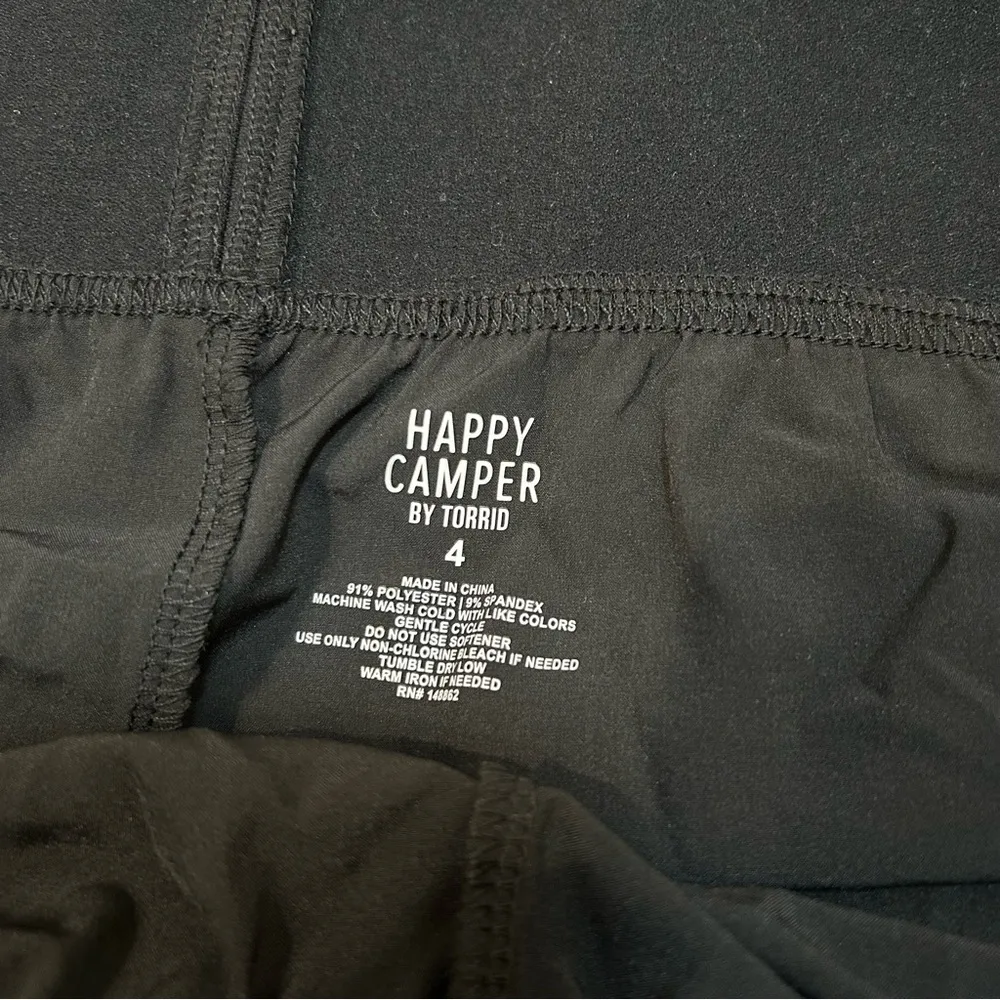 HAPPY
CAMPER
BY TORRID
4
MADE IN CHINA
91% POLYESTER | 9% SPANDEX
MACHINE WASH COLD WITH LIKE COLORS
GENTLE CYCLE
DO NOT USE SOFTENER
USE ONLY NON-CHLORINE BLEACH IF NEEDED
TUMBLE DRY LOW
WARM IRON IF NEEDED
RN# 148862